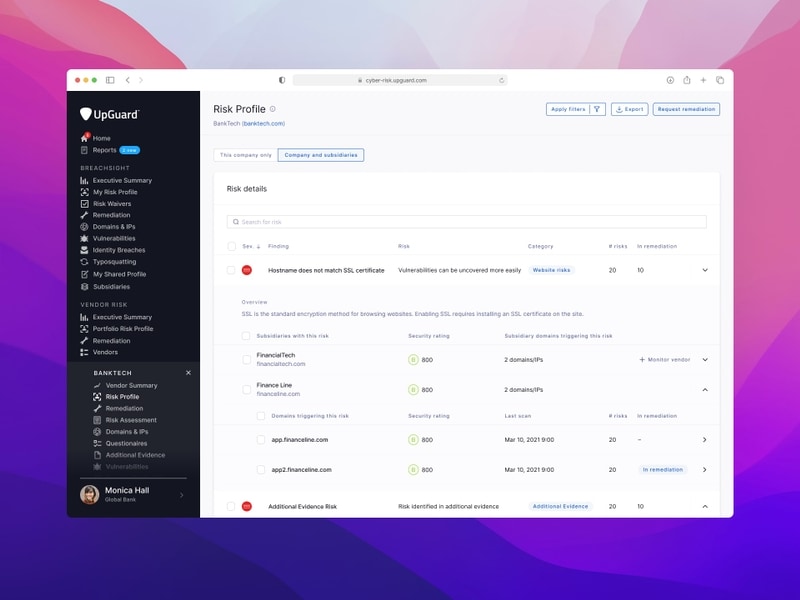 cyber-risk.upguard.com
UpGuard
Home
Reports 2 new
BREACHSIGHT
Executive Summary
My Risk Profile
Risk Waivers
Remediation
Domains & IPs
Vulnerabilities
Identity Breaches
Typosquatting
My Shared Profile
Subsidiaries
VENDOR RISK
Executive Summary
Portfolio Risk Profile
Remediation
Vendors
BANKTECH
Vendor Summary
Risk Profile
Remediation
Risk Assessment
Domains & IPs
Questionaires
Additional Evidence
Vulnerabilities
Monica Hall
Global Bank
Risk Profile
BankTech (banktech.com)
Apply filters
Export
Request remediation
This company only
Company and subsidiaries
Risk details
Search for risk
Sev. Finding Risk Category # risks In remediation
Hostname does not match SSL certificate Vulnerabilities can be uncovered more easily Website risks 20 10
Overview
SSL is the standard encryption method for browsing websites. Enabling SSL requires installing an SSL certificate on the site.
Subsidiaries with this risk Security rating Subsidiary domains triggering this risk
FinancialTech
financialtech.com
B 800 2 domains/IPs + Monitor vendor
Finance Line
financeline.com
B 800 2 domains/IPs
Domains triggering this risk Security rating Last scan # risks In remediation
app.financeline.com B 800 Mar 10, 2021 9:00 20 –
app2.financeline.com B 800 Mar 10, 2021 9:00 20 In remediation
Additional Evidence Risk Risk identified in additional evidence Additional Evidence 20 10